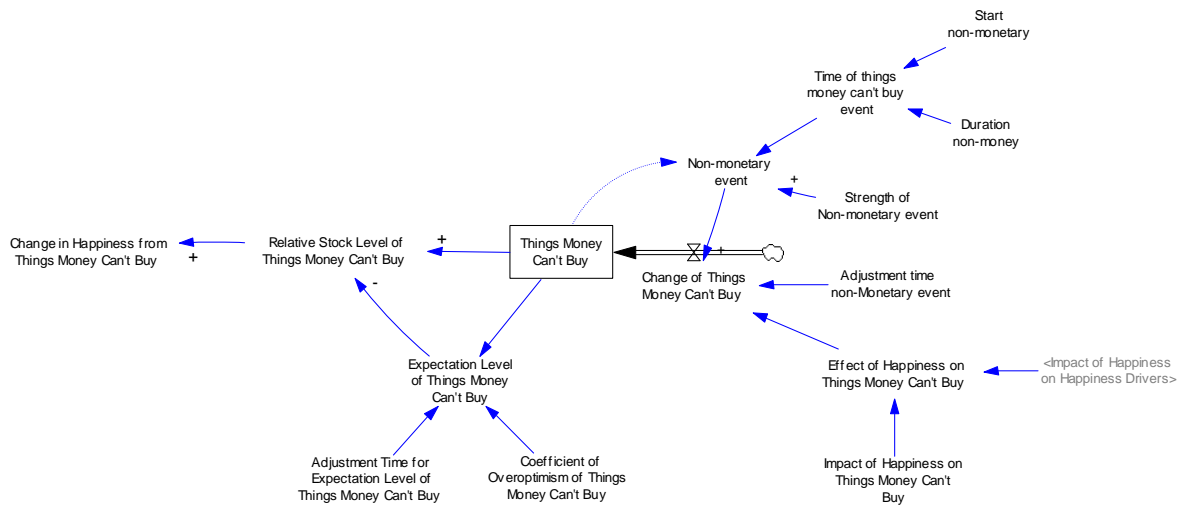 Start
non-monetary
Time of things
money can't buy
event
Duration
non-money
Non-monetary
event
+
Strength of
Non-monetary event
Change in Happiness from
Things Money Can't Buy
+
Relative Stock Level of
Things Money Can't Buy
+
-
Things Money
Can't Buy
+
Change of Things
Money Can't Buy
Adjustment time
non-Monetary event
Expectation Level
of Things Money
Can't Buy
Effect of Happiness on
Things Money Can't Buy
<Impact of Happiness
on Happiness Drivers>
Adjustment Time for
Expectation Level of
Things Money Can't Buy
Coefficient of
Overoptimism of Things
Money Can't Buy
Impact of Happiness on
Things Money Can't
Buy